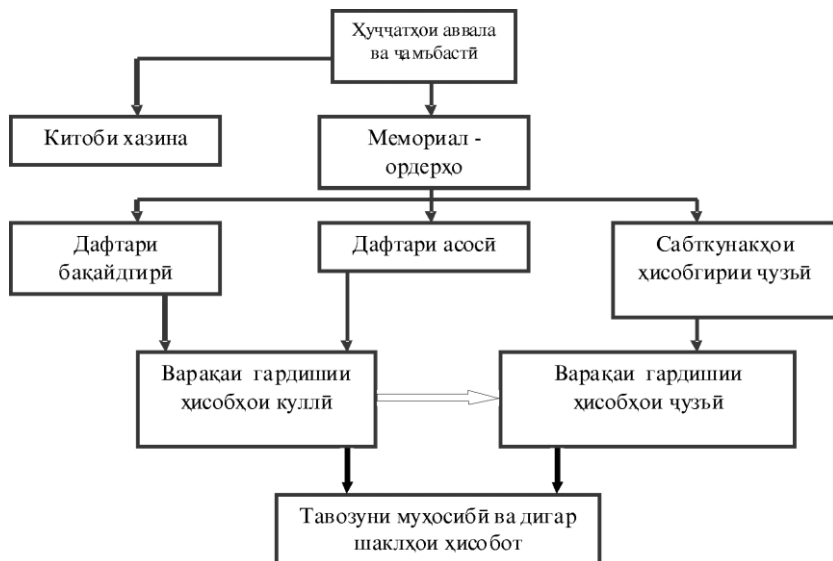 Ҳуҷҷатҳои аввала
ва ҷамъбастӣ
Китоби хазина
Мемориал -
ордерҳо
Дафтари
бақайдгирӣ
Дафтари асосӣ
Сабткунакҳои
ҳисобгирии ҷузъӣ
Варақаи гардишии
ҳисобҳои куллӣ
Варақаи гардишии
ҳисобҳои ҷузъӣ
Тавозуни муҳосибӣ ва дигар
шаклҳои ҳисобот